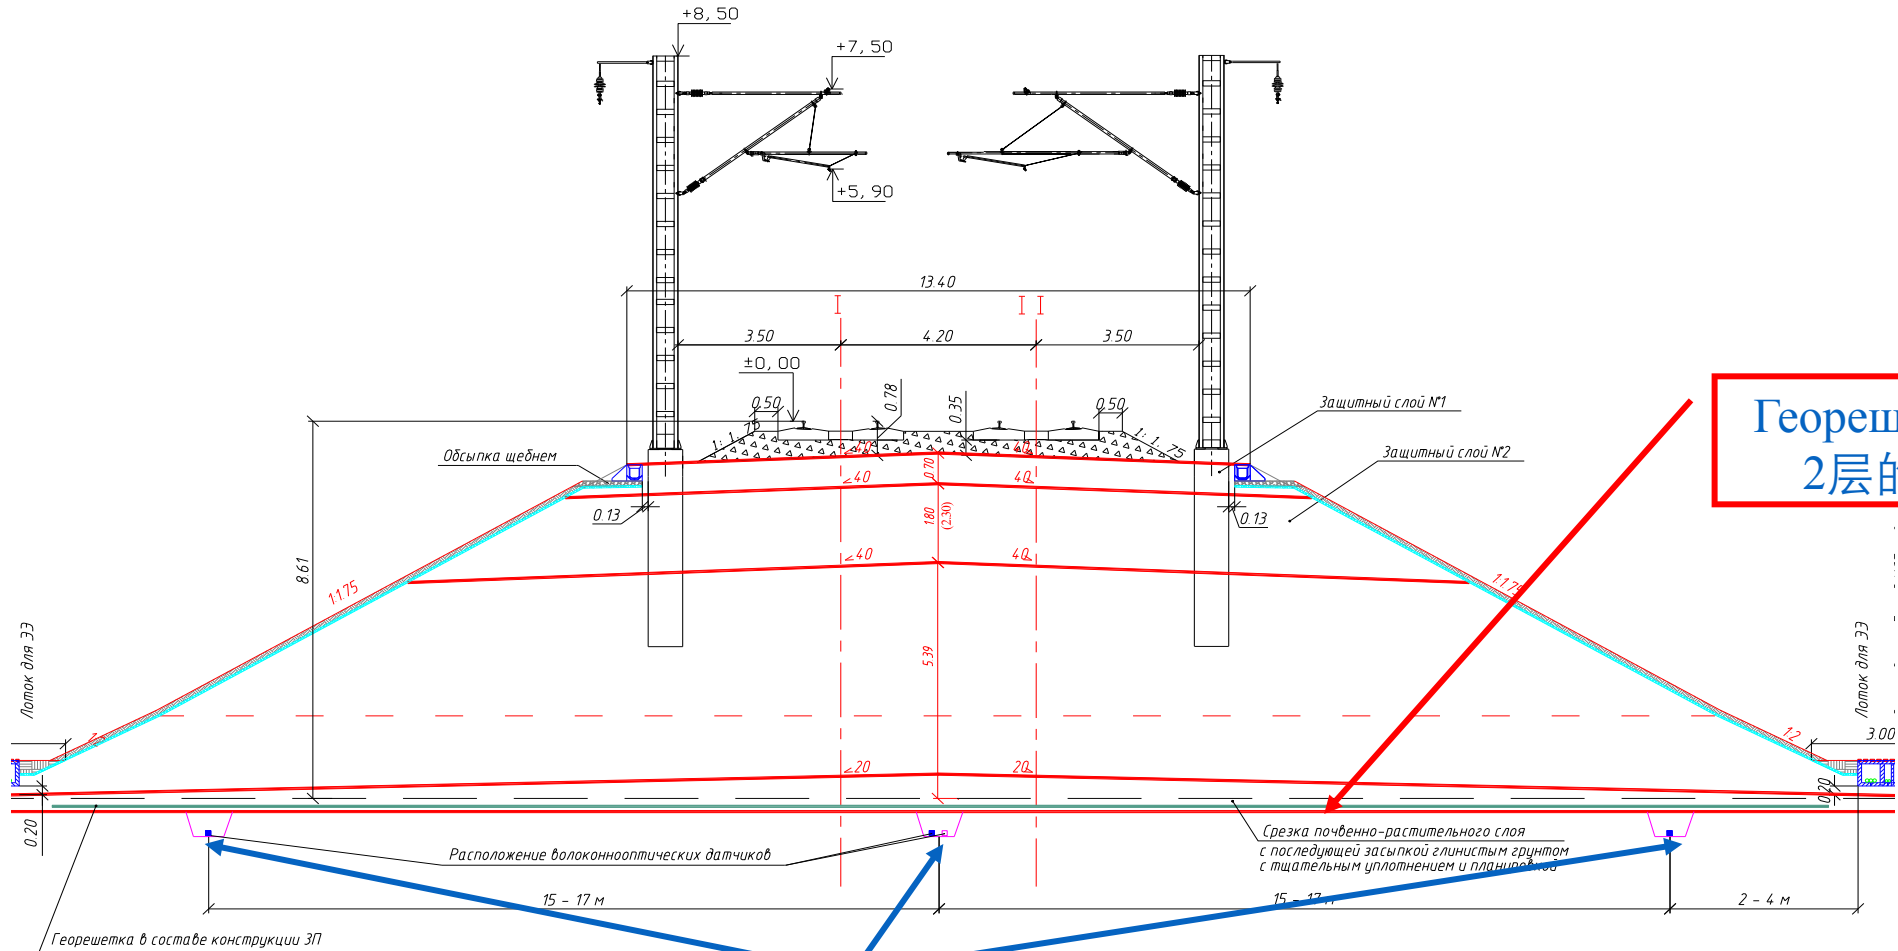 +8,50
+7,50
+5,90
13.40
I
I I
3.50
4.20
3.50
±0,00
0.50
0.78
0.35
0.50
1:1,75
1:1,75
Защитный слой №1
Защитный слой №2
Обсыпка щебнем
Геореш
2层的
40
40
0.70
40
40
0.13
1.80
(2.30)
0.13
40
40
8.61
1:1.75
1:1.75
5.39
Лоток для ЭЗ
Лоток для ЭЗ
1:2
3.00
20
20
0.20
0.20
Срезка почвенно-растительного слоя
с последующей засыпкой глинистым грунтом
с тщательным уплотнением и планировкой
Расположение волоконнооптических датчиков
15 - 17 м
15 - 17 м
2 - 4 м
Георешетка в составе конструкции ЗП